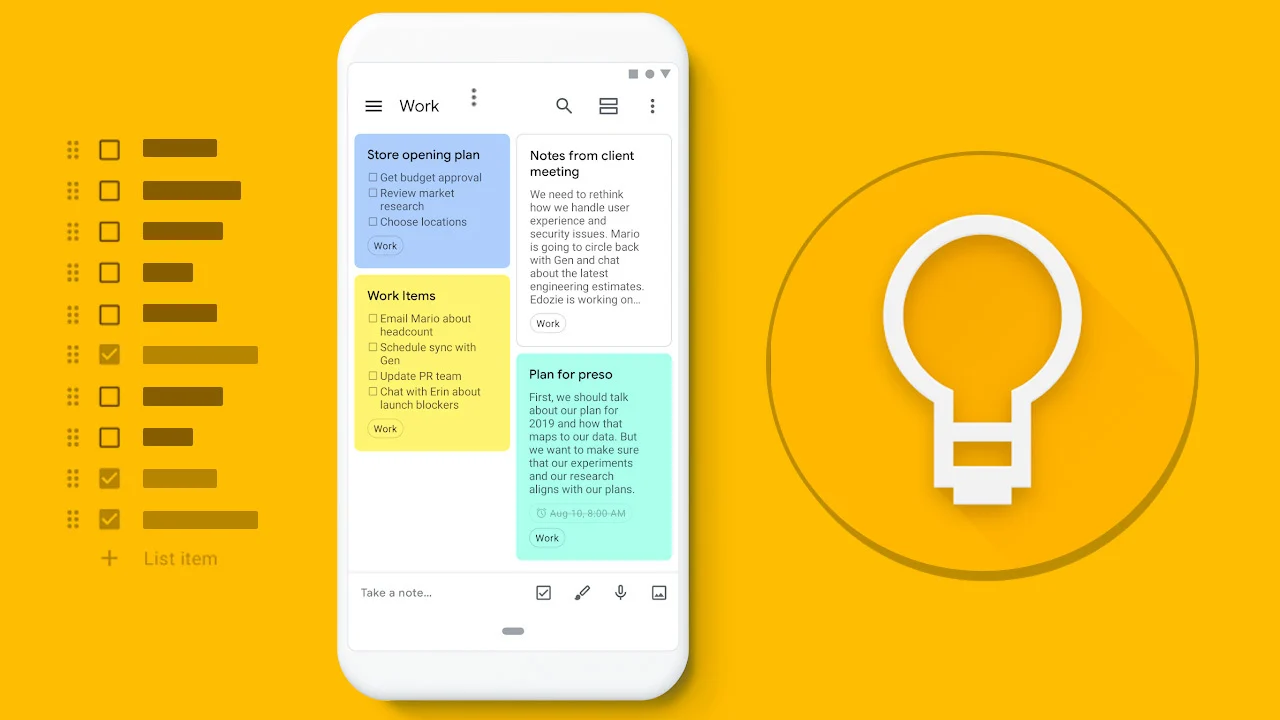 Work
Store opening plan
Get budget approval
Review market
research
Choose locations
Work
Work Items
Email Mario about
headcount
Schedule sync with
Gen
Update PR team
Chat with Erin about
launch blockers
Work
Notes from client
meeting
We need to rethink
how we handle user
experience and
security issues. Mario
is going to circle back
with Gen and chat
about the latest
engineering estimates.
Edozie is working on...
Work
Plan for preso
First, we should talk
about our plan for
2019 and how that
maps to our data. But
we want to make sure
that our experiments
and our research
aligns with our plans.
Aug 10, 8:00 AM
Work
Take a note...
List item